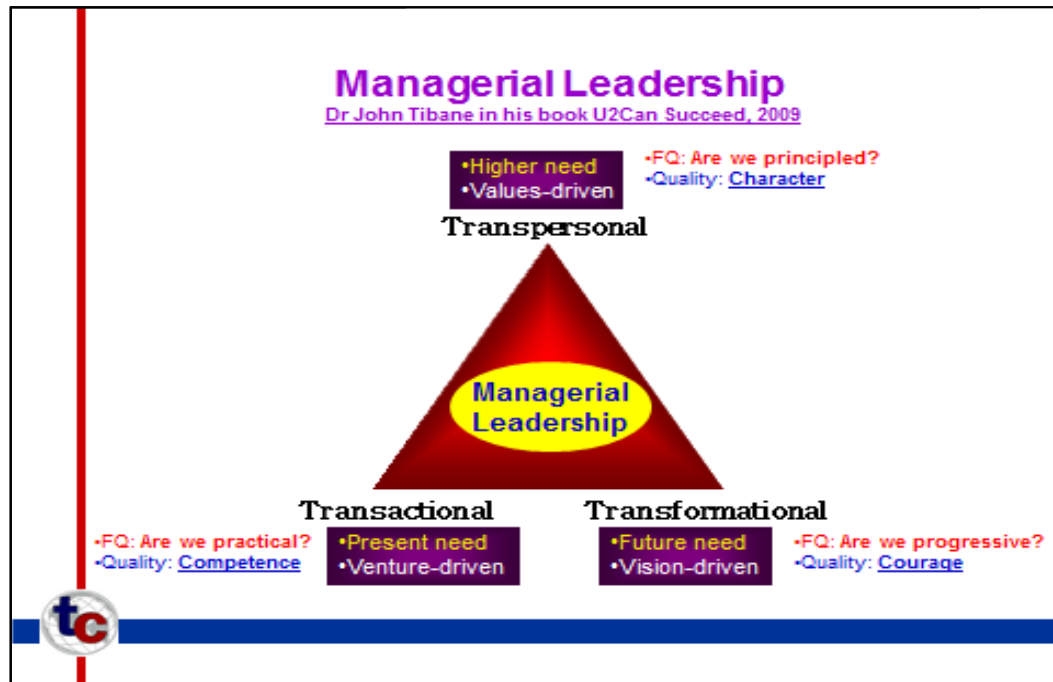 Managerial Leadership
Dr John Tibane in his book U2Can Succeed, 2009
•Higher need
•Values-driven
•FQ: Are we principled?
•Quality: Character
Transpersonal
Managerial
Leadership
Transactional
Transformational
•FQ: Are we practical?
•Quality: Competence
•Present need
•Venture-driven
•Future need
•Vision-driven
•FQ: Are we progressive?
•Quality: Courage
tc